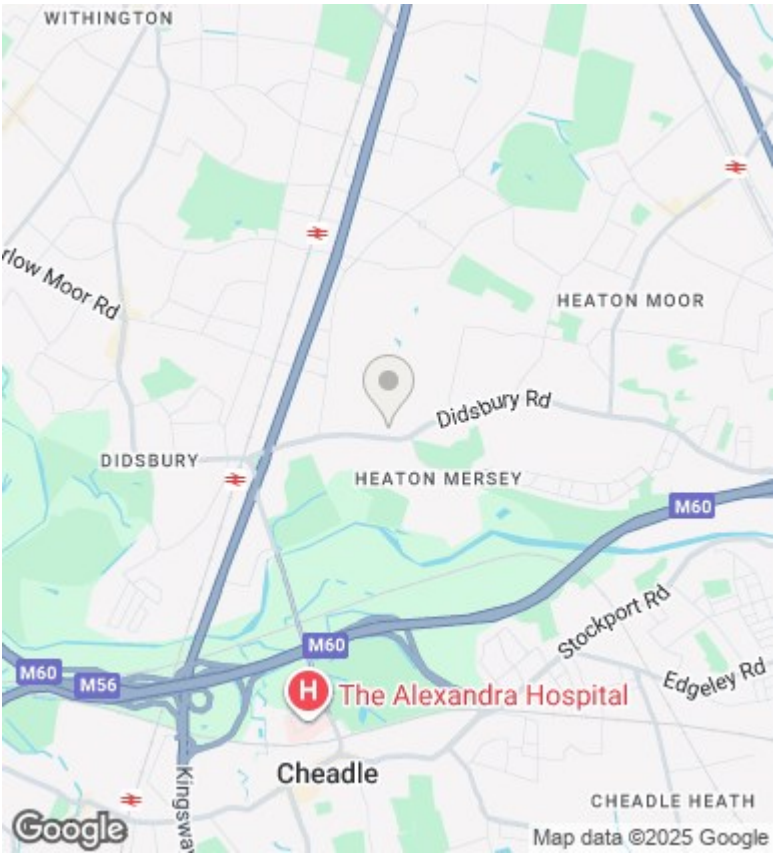 WITHINGTON
rlow Moor Rd
HEATON MOOR
Didsbury Rd
DIDSBURY
HEATON MERSEY
M60
Stockport Rd
M60
M60
M56
Edgeley Rd
H The Alexandra Hospital
Cheadle
Kingsway
CHEADLE HEATH
Google
Map data ©2025 Google